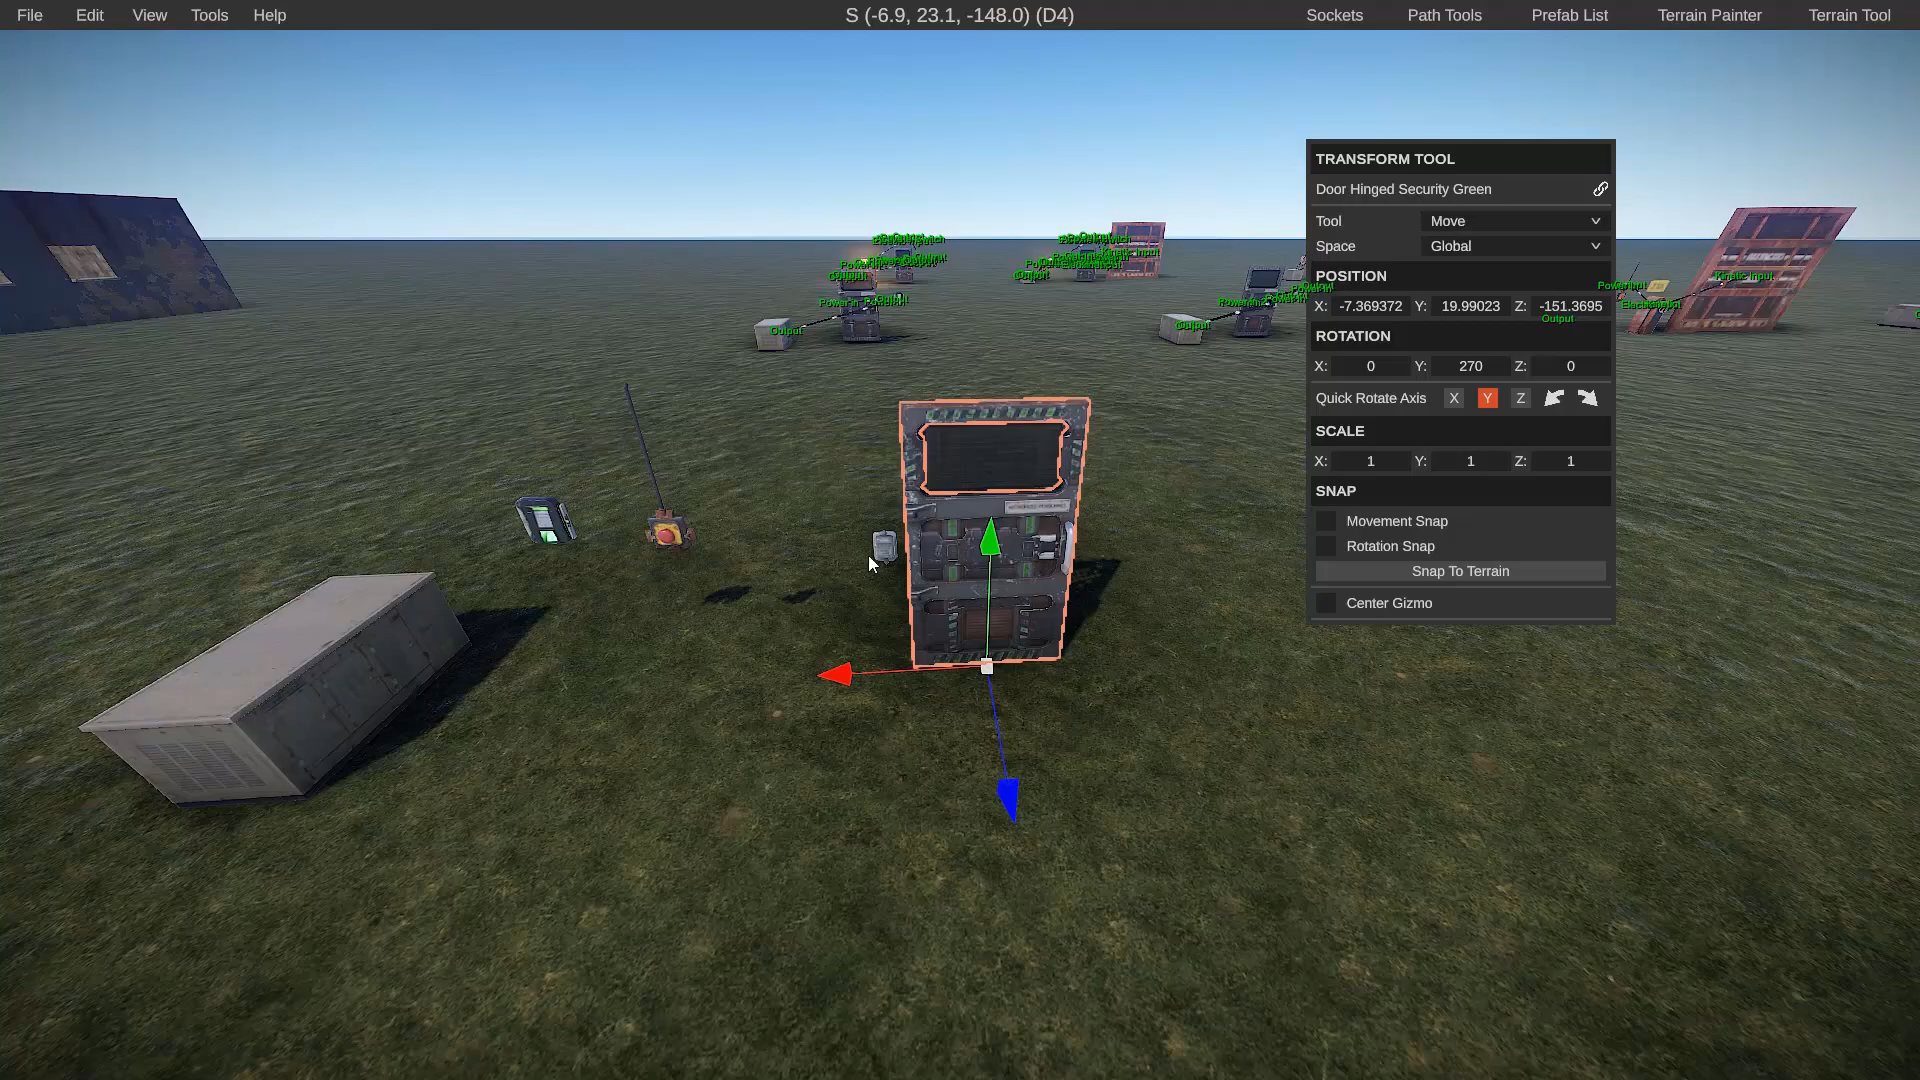 File Edit View Tools Help S (-6.9, 23.1, -148.0) (D4) Sockets Path Tools Prefab List Terrain Painter Terrain Tool
TRANSFORM TOOL
Door Hinged Security Green
Tool Move
Space Global
POSITION
X: -7.369372 Y: 19.99023 Z: -151.3695
ROTATION
X: 0 Y: 270 Z: 0
Quick Rotate Axis X Y Z
SCALE
X: 1 Y: 1 Z: 1
SNAP
Movement Snap
Rotation Snap
Snap To Terrain
Center Gizmo
Output
Output
Output
Kinetic Input